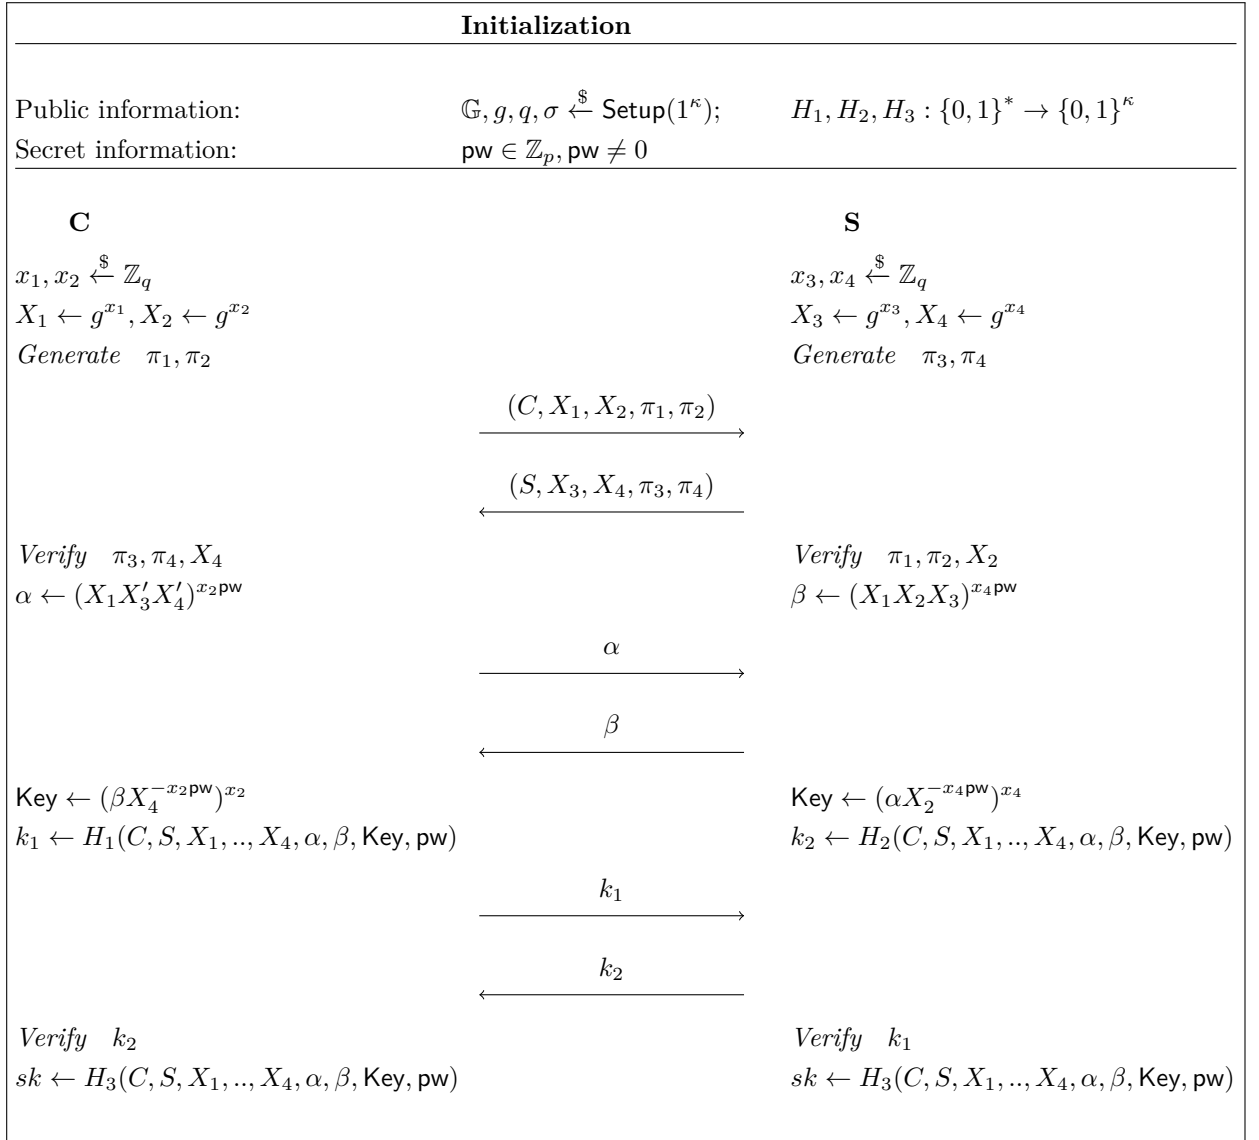 Initialization
Public information: 𝔾, g, q, σ ←$ Setup(1^κ); H₁, H₂, H₃ : {0, 1}^* → {0, 1}^κ
Secret information: pw ∈ ℤ_p, pw ≠ 0
C S
x₁, x₂ ←$ ℤ_q x₃, x₄ ←$ ℤ_q
X₁ ← g^{x₁}, X₂ ← g^{x₂} X₃ ← g^{x₃}, X₄ ← g^{x₄}
Generate π₁, π₂ Generate π₃, π₄
(C, X₁, X₂, π₁, π₂)
(S, X₃, X₄, π₃, π₄)
Verify π₃, π₄, X₄ Verify π₁, π₂, X₂
α ← (X₁X₃′X₄′)^{x₂pw} β ← (X₁X₂X₃)^{x₄pw}
α
β
Key ← (βX₄^{−x₂pw})^{x₂} Key ← (αX₂^{−x₄pw})^{x₄}
k₁ ← H₁(C, S, X₁, .., X₄, α, β, Key, pw) k₂ ← H₂(C, S, X₁, .., X₄, α, β, Key, pw)
k₁
k₂
Verify k₂ Verify k₁
sk ← H₃(C, S, X₁, .., X₄, α, β, Key, pw) sk ← H₃(C, S, X₁, .., X₄, α, β, Key, pw)